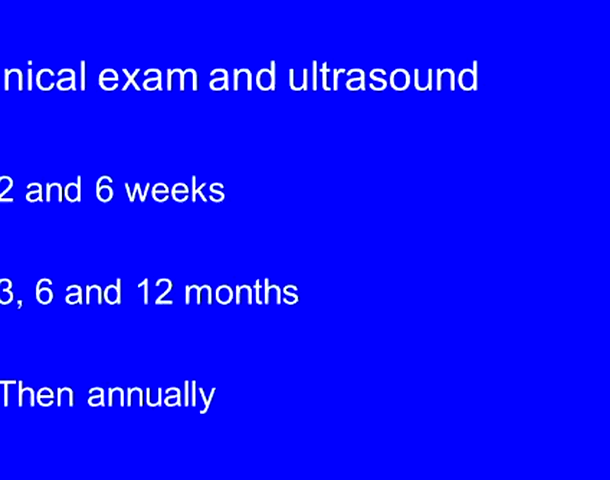 nical exam and ultrasound
2 and 6 weeks
3, 6 and 12 months
Then annually